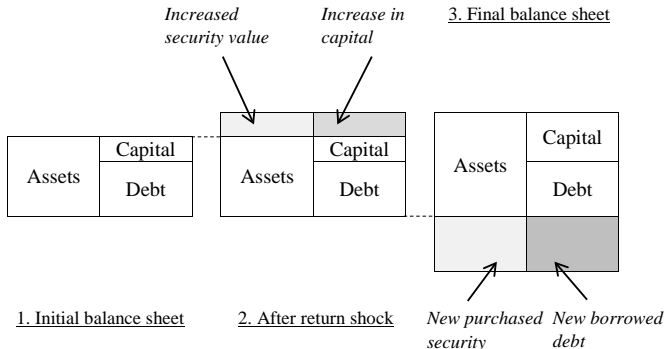 Increased
security value
Increase in
capital
3. Final balance sheet
Assets
Capital
Debt
Assets
Capital
Debt
Assets
Capital
Debt
1. Initial balance sheet
2. After return shock
New purchased
security
New borrowed
debt